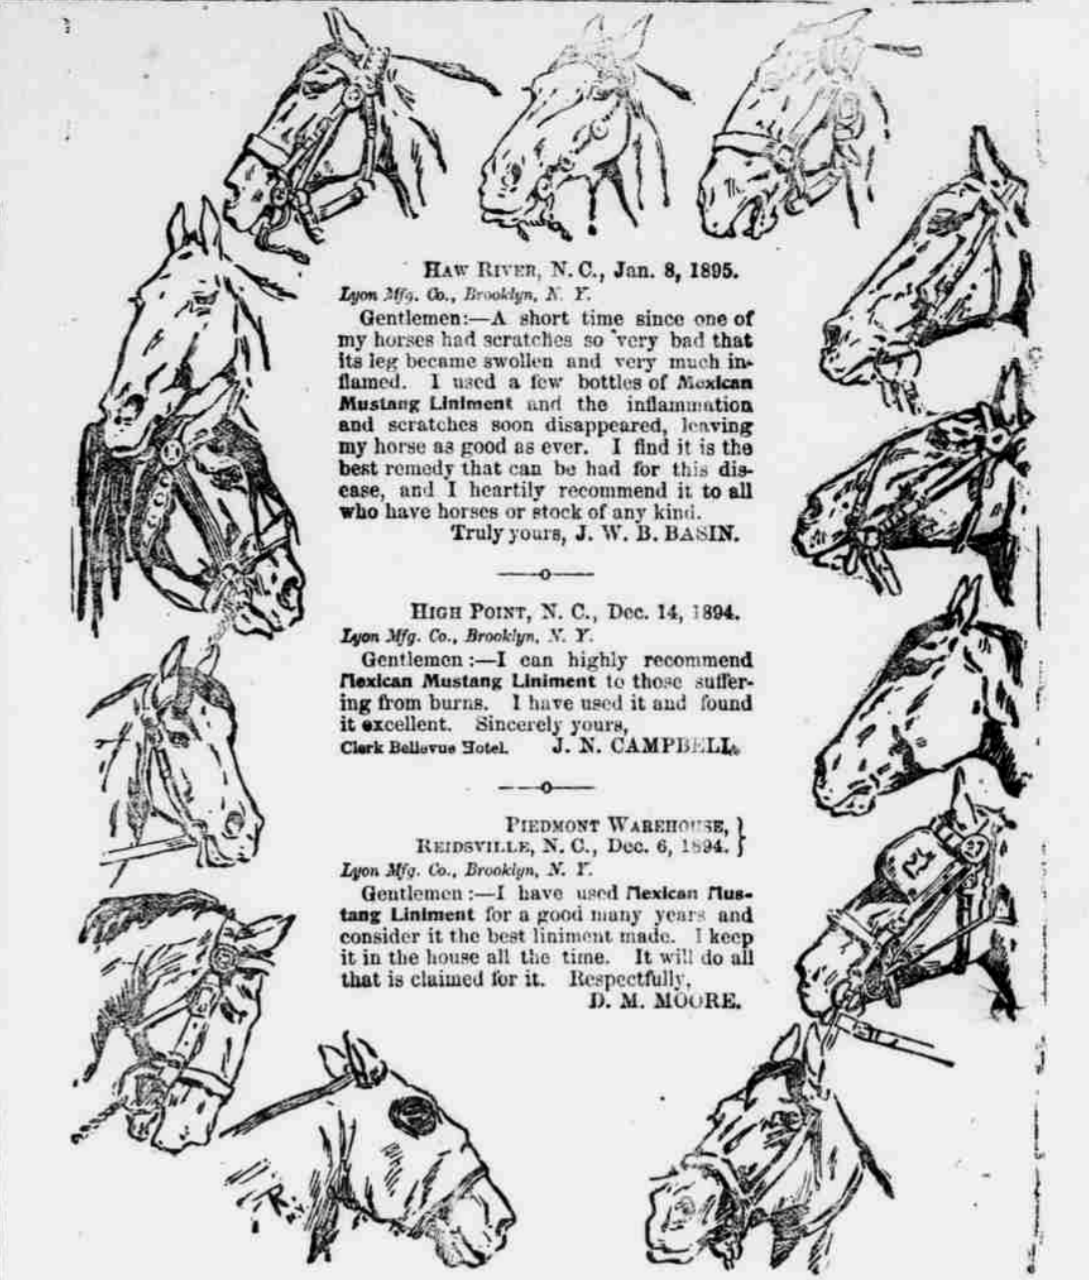 HAW RIVER, N. C., Jan. 8, 1895.
Lyon Mfg. Co., Brooklyn, N. Y.
Gentlemen:—A short time since one of
my horses had scratches so very bad that
its leg became swollen and very much in-
flamed. I used a few bottles of Mexican
Mustang Liniment and the inflammation
and scratches soon disappeared, leaving
my horse as good as ever. I find it is the
best remedy that can be had for this dis-
ease, and I heartily recommend it to all
who have horses or stock of any kind.
Truly yours, J. W. B. BASIN.
—o—
HIGH POINT, N. C., Dec. 14, 1894.
Lyon Mfg. Co., Brooklyn, N. Y.
Gentlemen:—I can highly recommend
Mexican Mustang Liniment to those suffer-
ing from burns. I have used it and found
it excellent. Sincerely yours,
Clerk Bellevue Hotel. J. N. CAMPBELL.
—o—
PIEDMONT WAREHOUSE, }
REIDSVILLE, N. C., Dec. 6, 1894. }
Lyon Mfg. Co., Brooklyn, N. Y.
Gentlemen:—I have used Mexican Mus-
tang Liniment for a good many years and
consider it the best liniment made. I keep
it in the house all the time. It will do all
that is claimed for it. Respectfully,
D. M. MOORE.